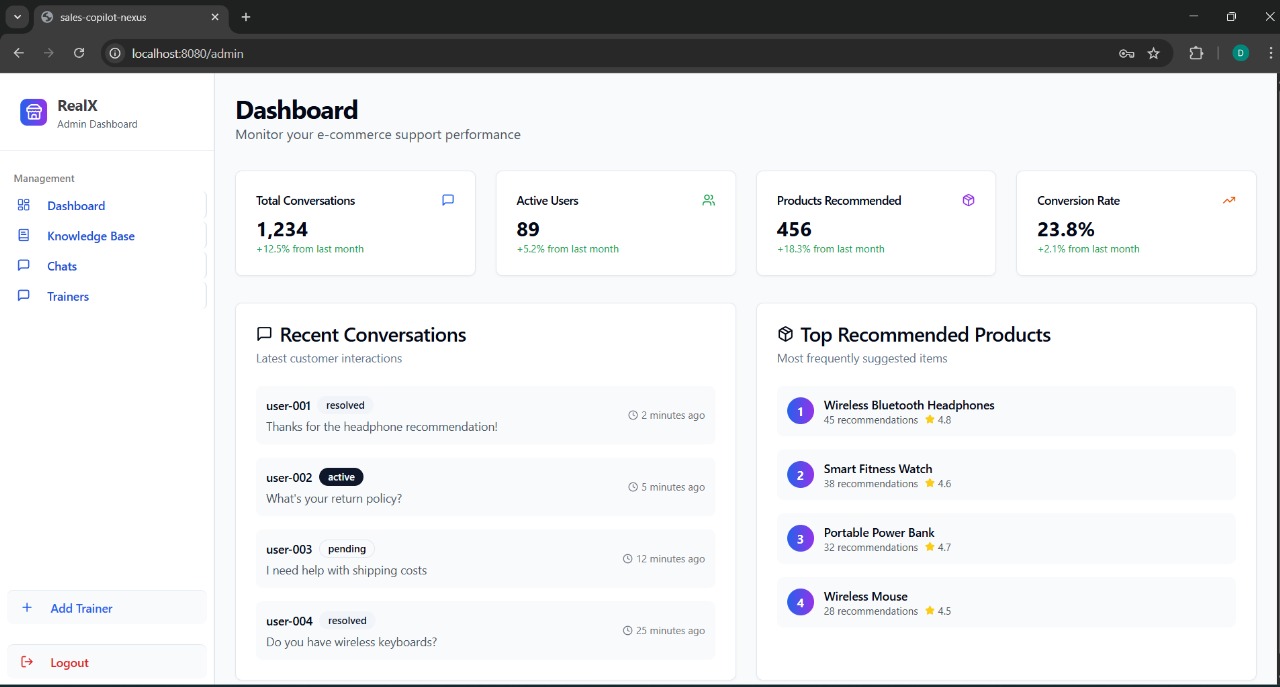 sales-copilot-nexus
localhost:8080/admin
D
RealX
Admin Dashboard
Management
Dashboard
Knowledge Base
Chats
Trainers
Add Trainer
Logout
Dashboard
Monitor your e-commerce support performance
Total Conversations
1,234
+12.5% from last month
Active Users
89
+5.2% from last month
Products Recommended
456
+18.3% from last month
Conversion Rate
23.8%
+2.1% from last month
Recent Conversations
Latest customer interactions
user-001 resolved
Thanks for the headphone recommendation!
2 minutes ago
user-002 active
What's your return policy?
5 minutes ago
user-003 pending
I need help with shipping costs
12 minutes ago
user-004 resolved
Do you have wireless keyboards?
25 minutes ago
Top Recommended Products
Most frequently suggested items
1 Wireless Bluetooth Headphones
45 recommendations 4.8
2 Smart Fitness Watch
38 recommendations 4.6
3 Portable Power Bank
32 recommendations 4.7
4 Wireless Mouse
28 recommendations 4.5